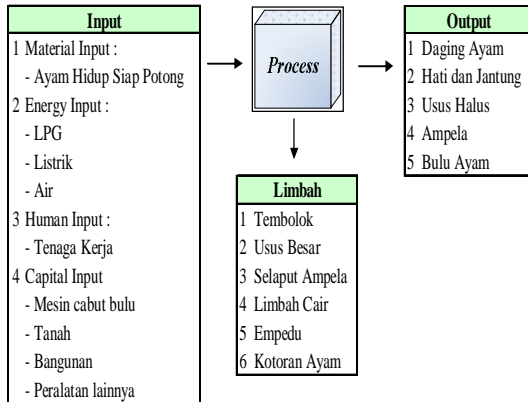 Input
1 Material Input :
- Ayam Hidup Siap Potong
2 Energy Input :
- LPG
- Listrik
- Air
3 Human Input :
- Tenaga Kerja
4 Capital Input
- Mesin cabut bulu
- Tanah
- Bangunan
- Peralatan lainnya
Process
Output
1 Daging Ayam
2 Hati dan Jantung
3 Usus Halus
4 Ampela
5 Bulu Ayam
Limbah
1 Tembolok
2 Usus Besar
3 Selaput Ampela
4 Limbah Cair
5 Empedu
6 Kotoran Ayam